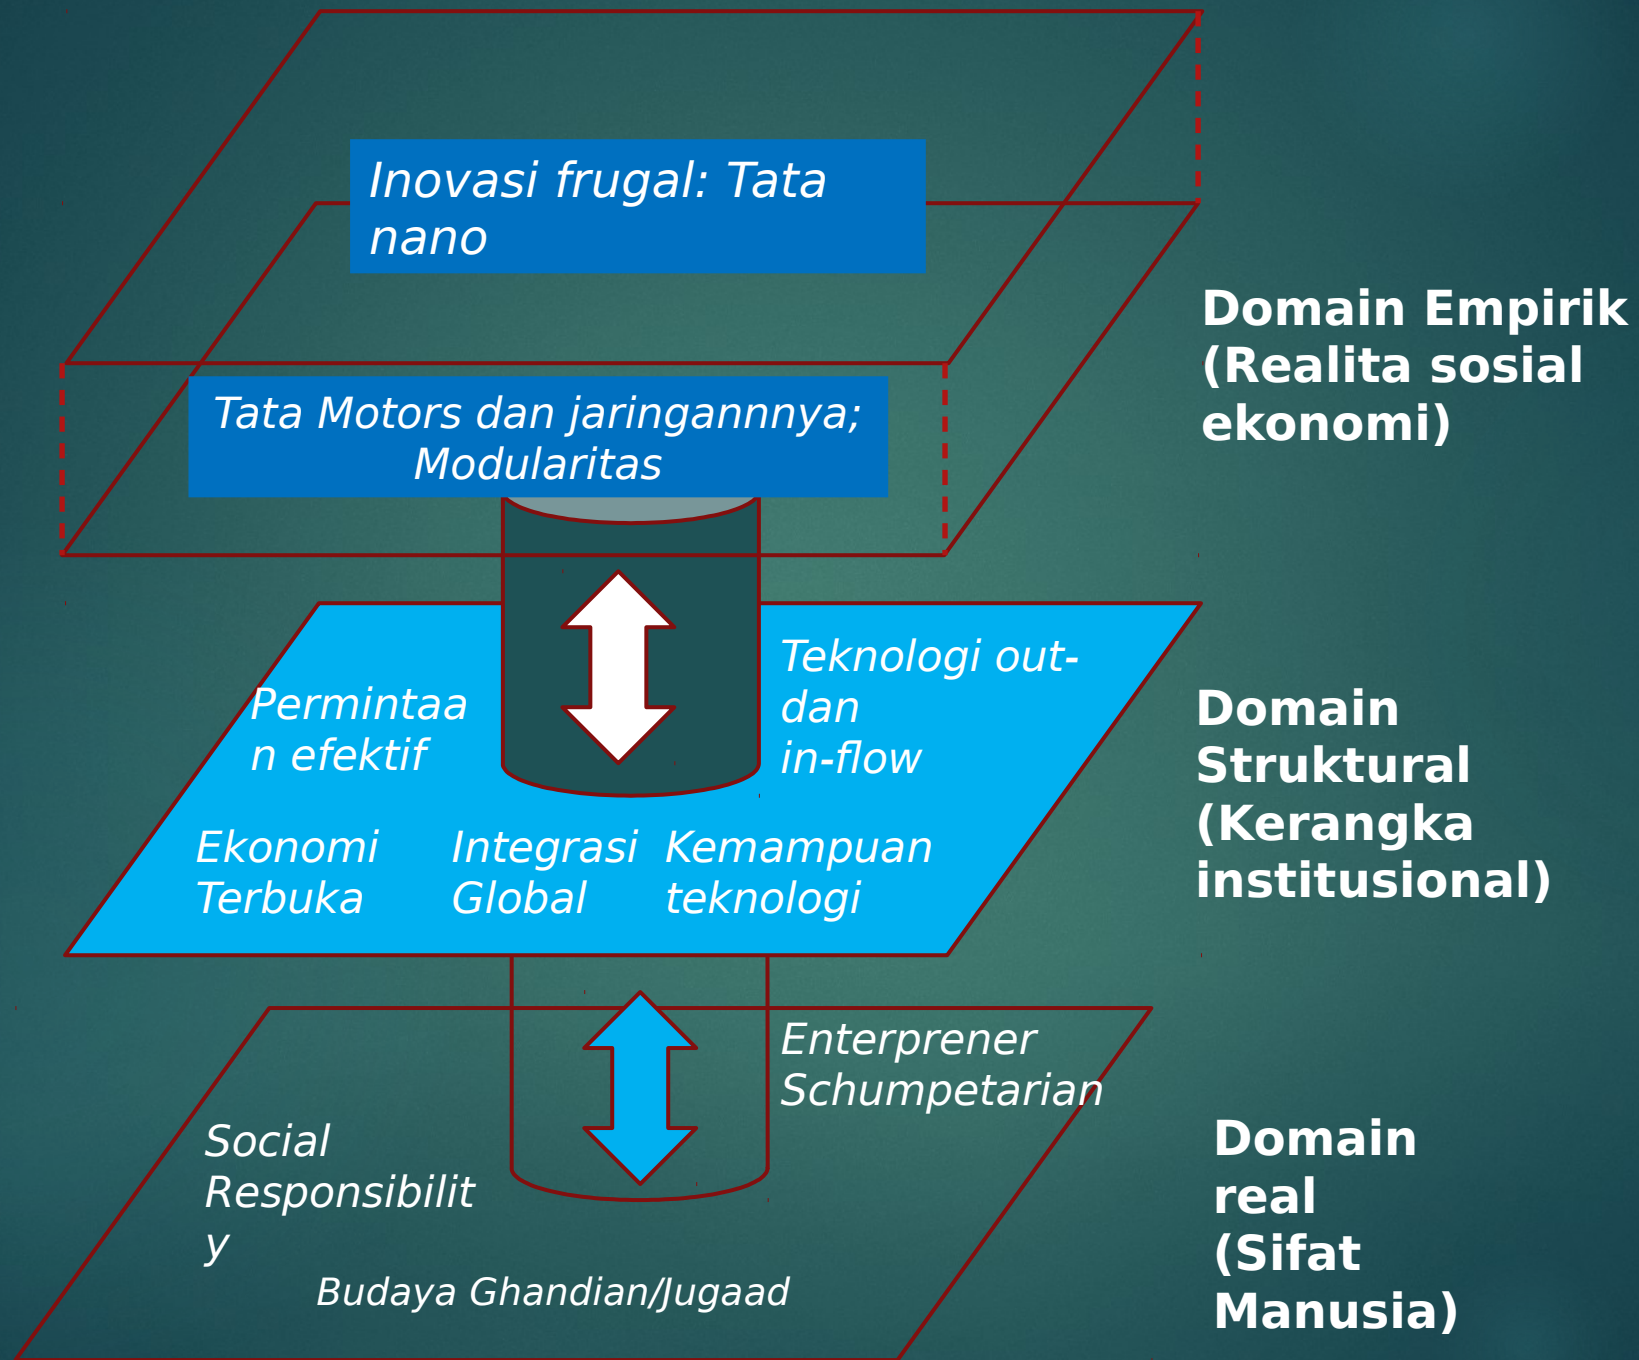 Inovasi frugal: Tata
nano
Domain Empirik
(Realita sosial
ekonomi)
Tata Motors dan jaringannnya;
Modularitas
Permintaa
n efektif
Teknologi out-
dan
in-flow
Domain
Struktural
(Kerangka
institusional)
Ekonomi
Terbuka
Integrasi
Global
Kemampuan
teknologi
Enterprener
Schumpetarian
Social
Responsibilit
y
Budaya Ghandian/Jugaad
Domain
real
(Sifat
Manusia)